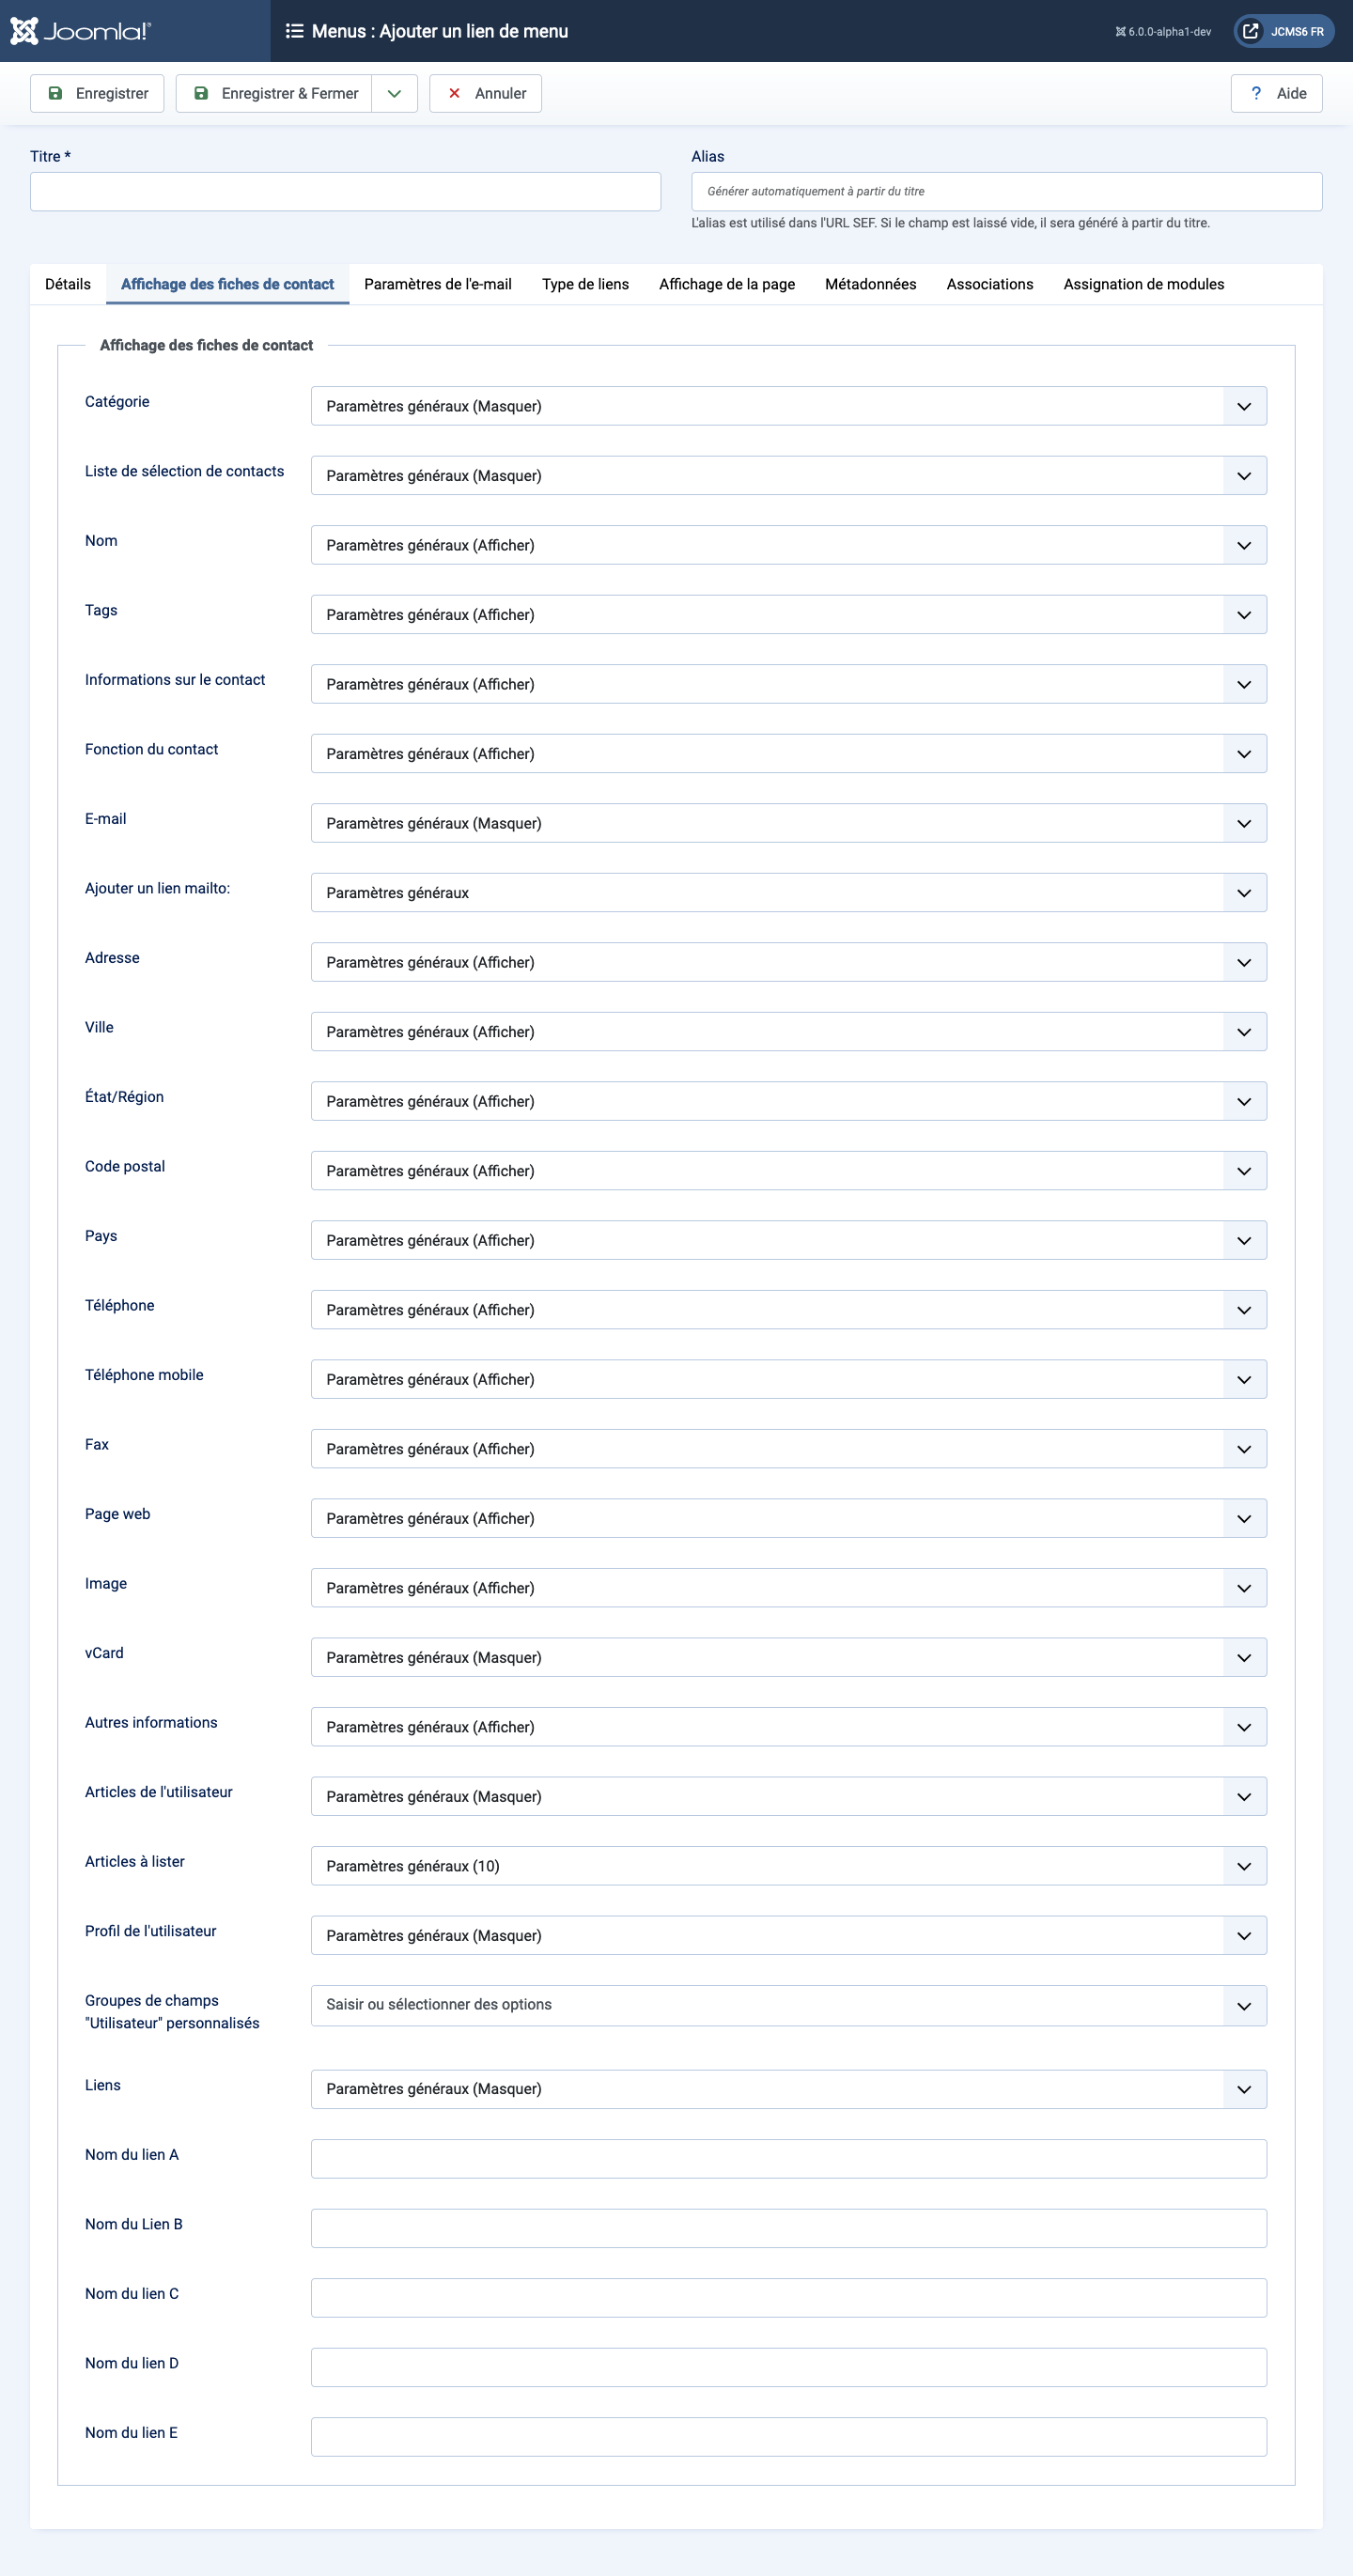 Joomla!®
Menus : Ajouter un lien de menu
6.0.0-alpha1-dev
JCMS6 FR
Enregistrer
Enregistrer & Fermer
Annuler
? Aide
Titre *
Alias
Générer automatiquement à partir du titre
L'alias est utilisé dans l'URL SEF. Si le champ est laissé vide, il sera généré à partir du titre.
Détails
Affichage des fiches de contact
Paramètres de l'e-mail
Type de liens
Affichage de la page
Métadonnées
Associations
Assignation de modules
Affichage des fiches de contact
Catégorie
Paramètres généraux (Masquer)
Liste de sélection de contacts
Paramètres généraux (Masquer)
Nom
Paramètres généraux (Afficher)
Tags
Paramètres généraux (Afficher)
Informations sur le contact
Paramètres généraux (Afficher)
Fonction du contact
Paramètres généraux (Afficher)
E-mail
Paramètres généraux (Masquer)
Ajouter un lien mailto:
Paramètres généraux
Adresse
Paramètres généraux (Afficher)
Ville
Paramètres généraux (Afficher)
État/Région
Paramètres généraux (Afficher)
Code postal
Paramètres généraux (Afficher)
Pays
Paramètres généraux (Afficher)
Téléphone
Paramètres généraux (Afficher)
Téléphone mobile
Paramètres généraux (Afficher)
Fax
Paramètres généraux (Afficher)
Page web
Paramètres généraux (Afficher)
Image
Paramètres généraux (Afficher)
vCard
Paramètres généraux (Masquer)
Autres informations
Paramètres généraux (Afficher)
Articles de l'utilisateur
Paramètres généraux (Masquer)
Articles à lister
Paramètres généraux (10)
Profil de l'utilisateur
Paramètres généraux (Masquer)
Groupes de champs
"Utilisateur" personnalisés
Saisir ou sélectionner des options
Liens
Paramètres généraux (Masquer)
Nom du lien A
Nom du Lien B
Nom du lien C
Nom du lien D
Nom du lien E